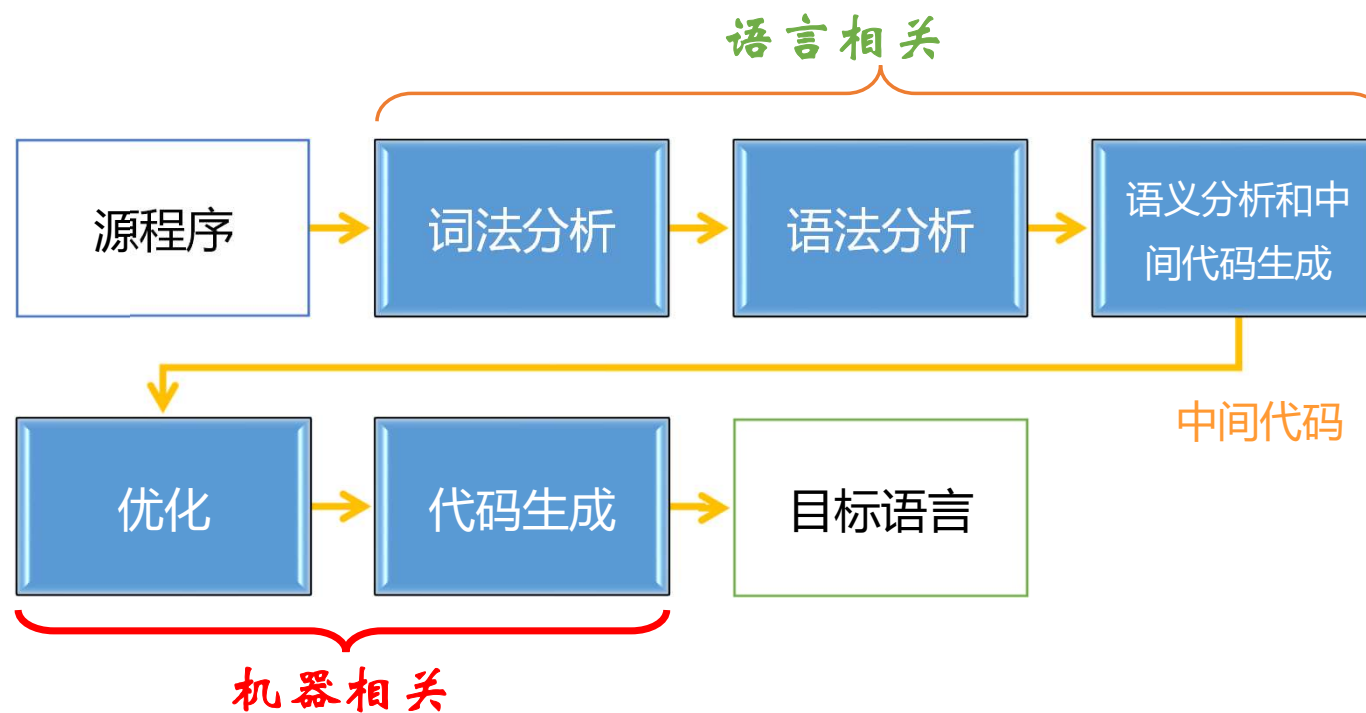 语言相关
源程序
词法分析
语法分析
语义分析和中
间代码生成
中间代码
优化
代码生成
目标语言
机器相关